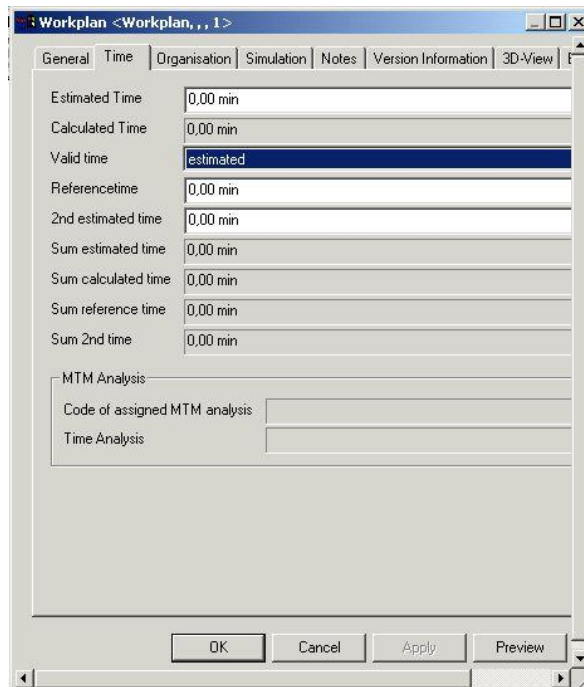 Workplan <Workplan, , , 1>
General Time Organisation Simulation Notes Version Information 3D-View
Estimated Time 0,00 min
Calculated Time 0,00 min
Valid time estimated
Referencetime 0,00 min
2nd estimated time 0,00 min
Sum estimated time 0,00 min
Sum calculated time 0,00 min
Sum reference time 0,00 min
Sum 2nd time 0,00 min
MTM Analysis
Code of assigned MTM analysis
Time Analysis
OK Cancel Apply Preview